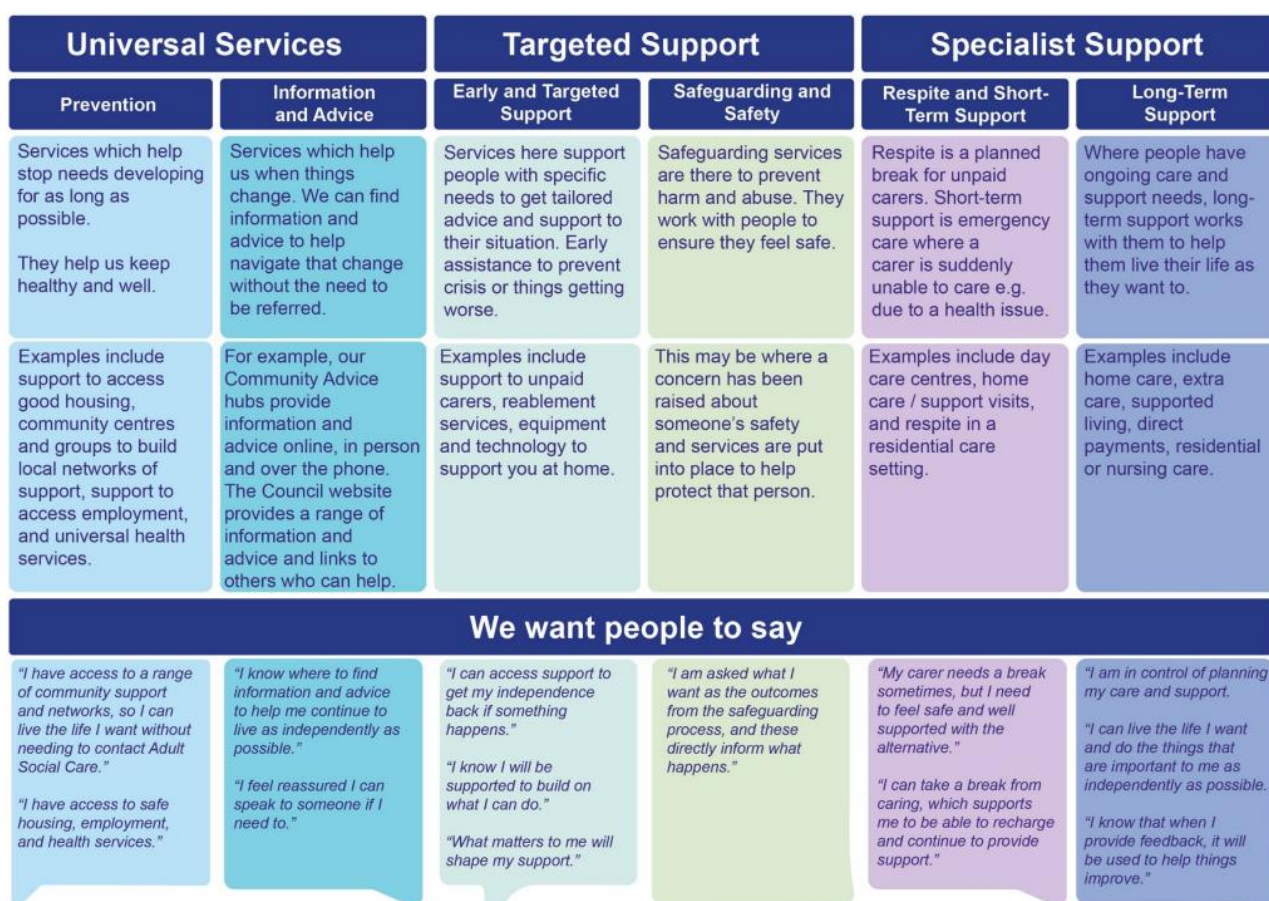 Universal Services
Targeted Support
Specialist Support
Prevention
Information
and Advice
Early and Targeted
Support
Safeguarding and
Safety
Respite and Short-
Term Support
Long-Term
Support
Services which help
stop needs developing
for as long as
possible.
They help us keep
healthy and well.
Services which help
us when things
change. We can find
information and
advice to help
navigate that change
without the need to
be referred.
Services here support
people with specific
needs to get tailored
advice and support to
their situation. Early
assistance to prevent
crisis or things getting
worse.
Safeguarding services
are there to prevent
harm and abuse. They
work with people to
ensure they feel safe.
Respite is a planned
break for unpaid
carers. Short-term
support is emergency
care where a
carer is suddenly
unable to care e.g.
due to a health issue.
Where people have
ongoing care and
support needs, long-
term support works
with them to help
them live their life as
they want to.
Examples include
support to access
good housing,
community centres
and groups to build
local networks of
support, support to
access employment,
and universal health
services.
For example, our
Community Advice
hubs provide
information and
advice online, in person
and over the phone.
The Council website
provides a range of
information and
advice and links to
others who can help.
Examples include
support to unpaid
carers, reablement
services, equipment
and technology to
support you at home.
This may be where a
concern has been
raised about
someone’s safety
and services are put
into place to help
protect that person.
Examples include day
care centres, home
care / support visits,
and respite in a
residential care
setting.
Examples include
home care, extra
care, supported
living, direct
payments, residential
or nursing care.
We want people to say
“I have access to a range
of community support
and networks, so I can
live the life I want without
needing to contact Adult
Social Care.”
“I have access to safe
housing, employment,
and health services.”
“I know where to find
information and advice
to help me continue to
live as independently as
possible.”
“I feel reassured I can
speak to someone if I
need to.”
“I can access support to
get my independence
back if something
happens.”
“I know I will be
supported to build on
what I can do.”
“What matters to me will
shape my support.”
“I am asked what I
want as the outcomes
from the safeguarding
process, and these
directly inform what
happens.”
“My carer needs a break
sometimes, but I need
to feel safe and well
supported with the
alternative.”
“I can take a break from
caring, which supports
me to be able to recharge
and continue to provide
support.”
“I am in control of planning
my care and support.
“I can live the life I want
and do the things that
are important to me as
independently as possible.
“I know that when I
provide feedback, it will
be used to help things
improve.”